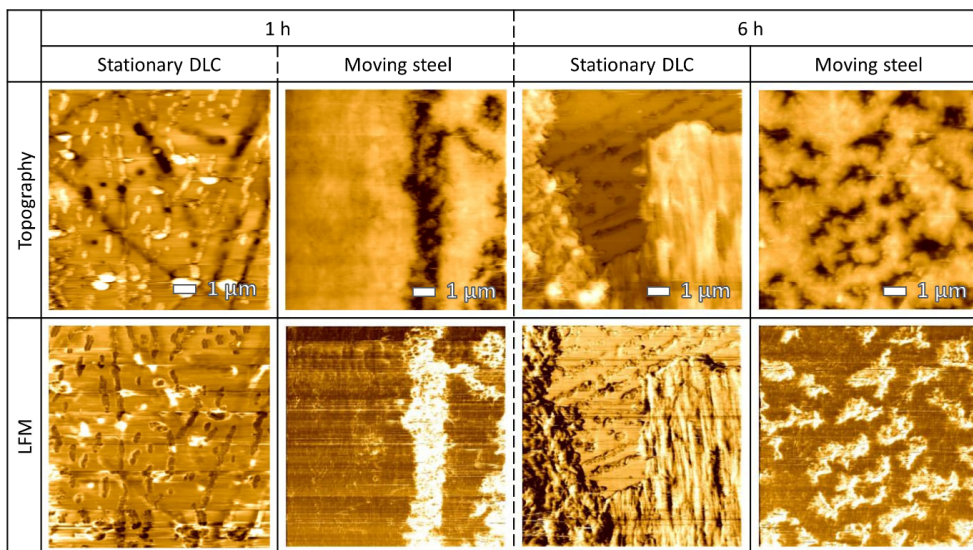 1 h
6 h
Stationary DLC
Moving steel
Stationary DLC
Moving steel
Topography
1 μm
1 μm
1 μm
1 μm
LFM